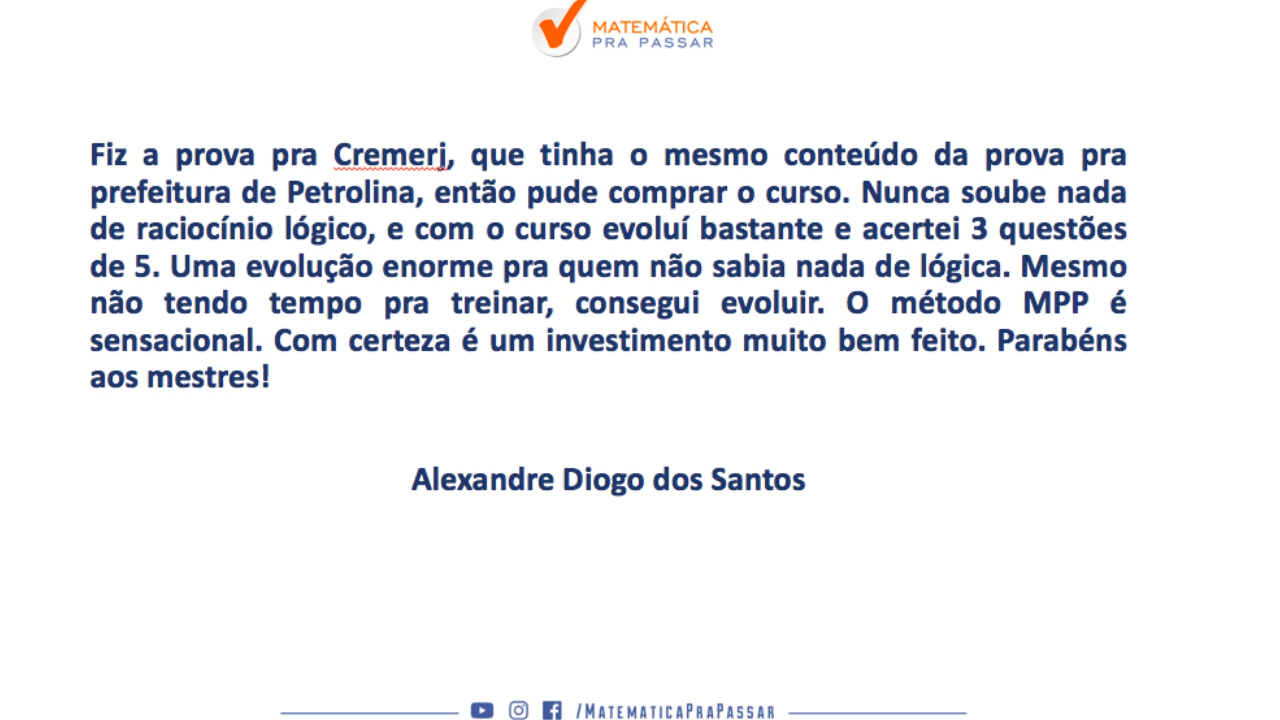 MATEMÁTICA
PRA PASSAR
Fiz a prova pra Cremerj, que tinha o mesmo conteúdo da prova pra
prefeitura de Petrolina, então pude comprar o curso. Nunca soube nada
de raciocínio lógico, e com o curso evoluí bastante e acertei 3 questões
de 5. Uma evolução enorme pra quem não sabia nada de lógica. Mesmo
não tendo tempo pra treinar, consegui evoluir. O método MPP é
sensacional. Com certeza é um investimento muito bem feito. Parabéns
aos mestres!
Alexandre Diogo dos Santos
/MATEMATICAPRAPASSAR